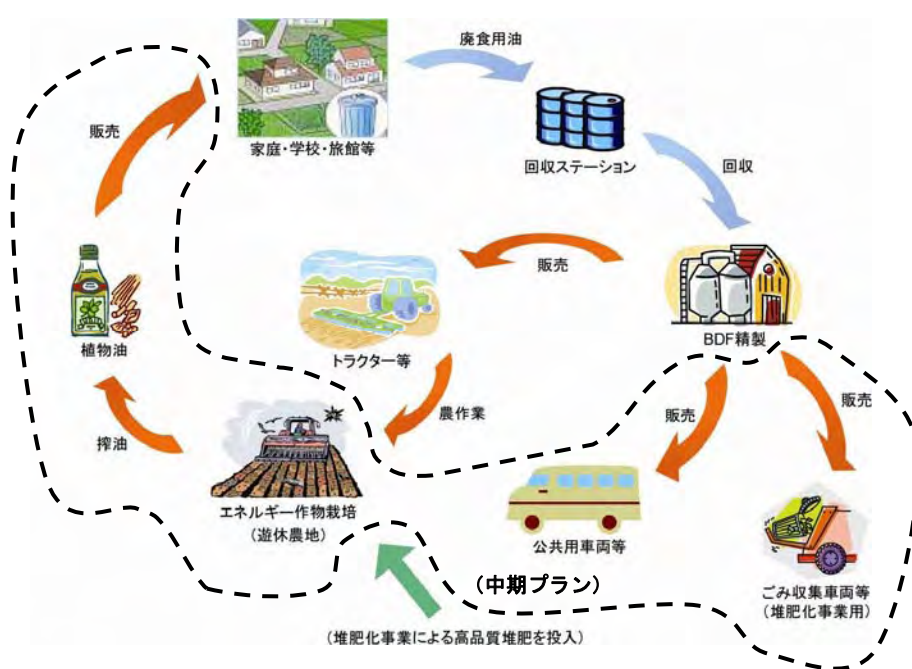 廃食用油
家庭・学校・旅館等
回収ステーション
回収
販売
販売
BDF精製
トラクター等
植物油
農作業
販売
販売
搾油
エネルギー作物栽培
(遊休農地)
公共用車両等
(中期プラン)
ごみ収集車両等
(堆肥化事業用)
(堆肥化事業による高品質堆肥を投入)